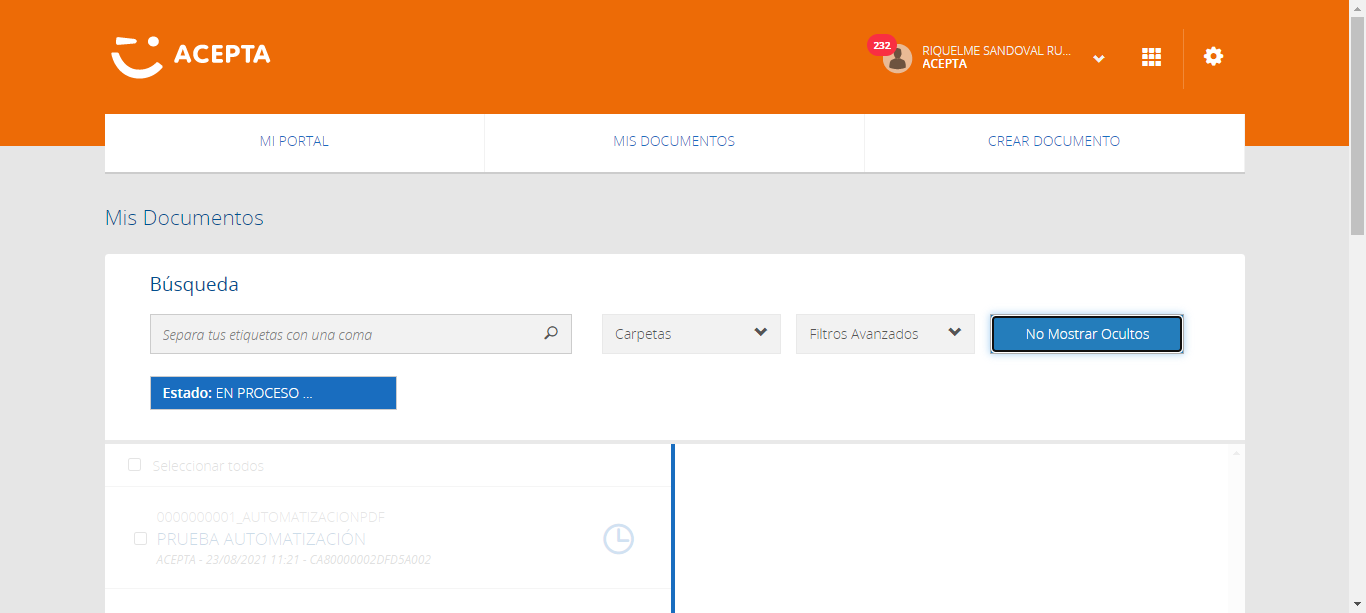 ACEPTA
232
RIQUELME SANDOVAL RU...
ACEPTA
MI PORTAL
MIS DOCUMENTOS
CREAR DOCUMENTO
Mis Documentos
Búsqueda
Separa tus etiquetas con una coma
Carpetas
Filtros Avanzados
No Mostrar Ocultos
Estado: EN PROCESO ...
Seleccionar todos
0000000001_AUTOMATIZACIONPDF
PRUEBA AUTOMATIZACIÓN
ACEPTA - 23/08/2021 11:21 - CA80000002DFD5A002